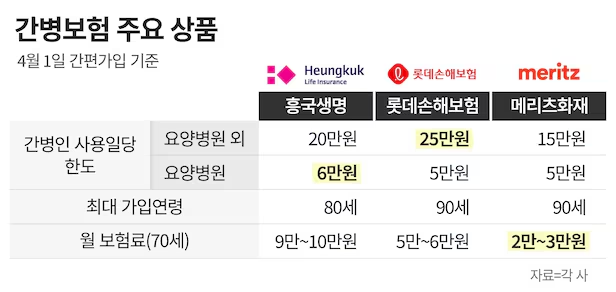 간병보험 주요 상품
4월 1일 간편가입 기준
Heungkuk Life Insurance 롯데손해보험 meritz
흥국생명 롯데손해보험 메리츠화재
간병인 사용일당 한도 요양병원 외 20만원 25만원 15만원
요양병원 6만원 5만원 5만원
최대 가입연령 80세 90세 90세
월 보험료(70세) 9만~10만원 5만~6만원 2만~3만원
자료=각 사